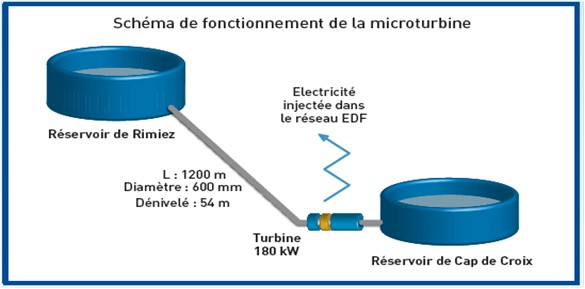 Schéma de fonctionnement de la microturbine
Electricité
injectée dans
le réseau EDF
Réservoir de Rimiez
L : 1200 m
Diamètre : 600 mm
Dénivelé : 54 m
Turbine
180 kW
Réservoir de Cap de Croix